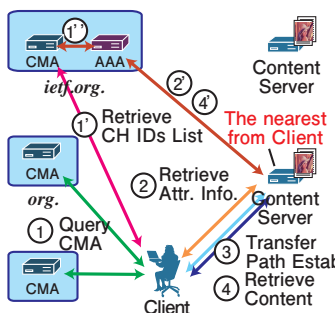 1''
CMA
AAA
ietf.org.
Content
Server
2'
4'
1'
Retrieve
CH IDs List
The nearest
from Client
CMA
org.
2
Retrieve
Attr. Info.
Content
Server
1
Query
CMA
3
Transfer
Path Estab
4
Retrieve
Content
CMA
Client